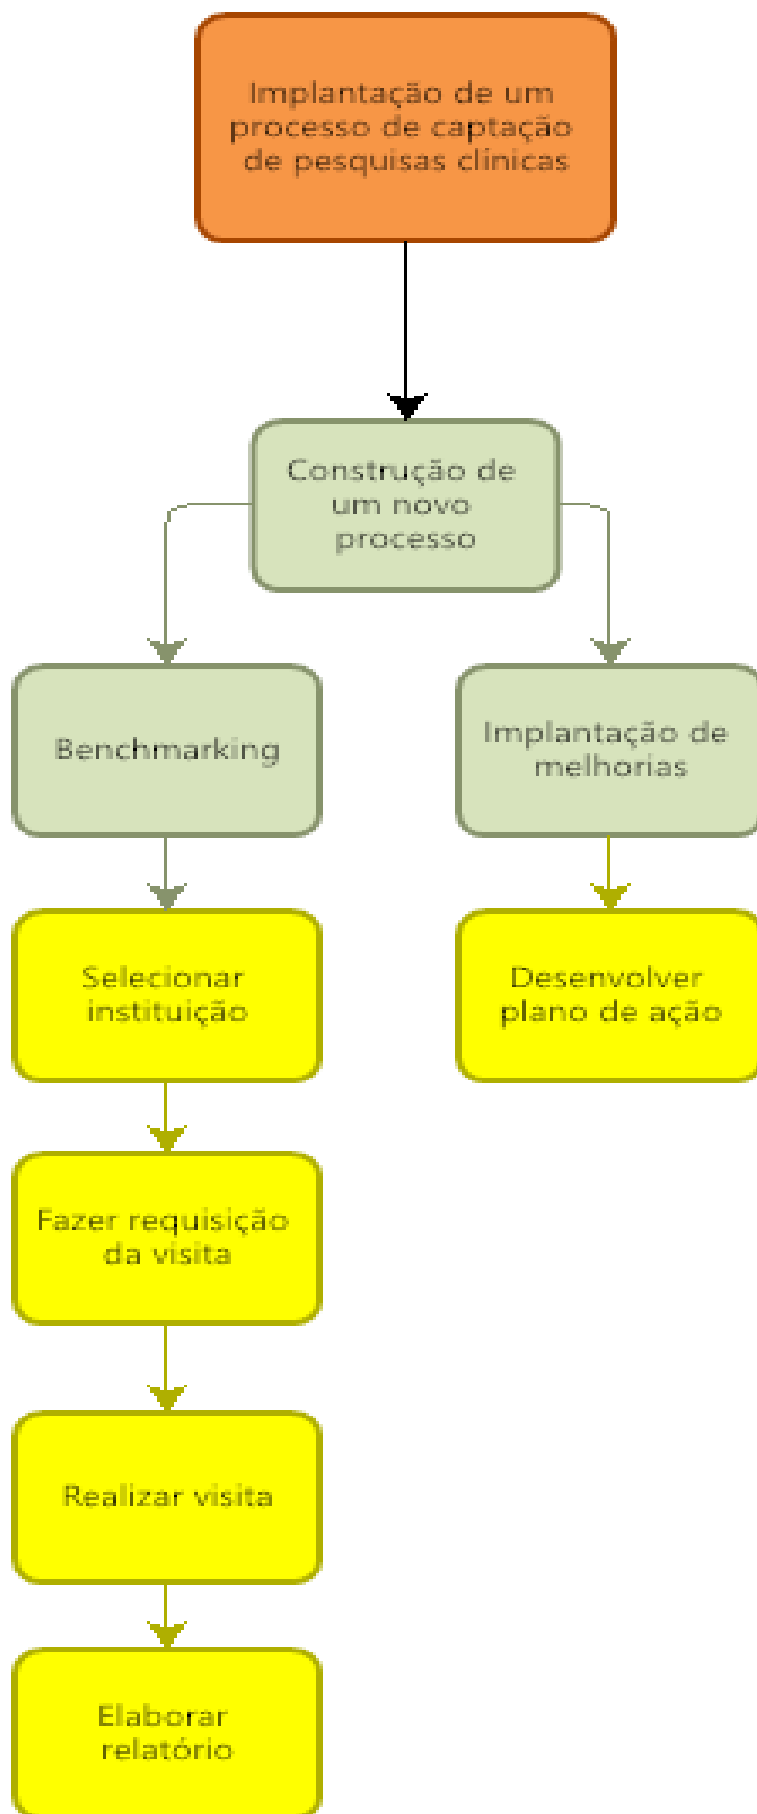 Implantação de um
processo de captação
de pesquisas clínicas
Construção de
um novo
processo
Benchmarking
Implantação de
melhorias
Selecionar
instituição
Desenvolver
plano de ação
Fazer requisição
da visita
Realizar visita
Elaborar
relatório